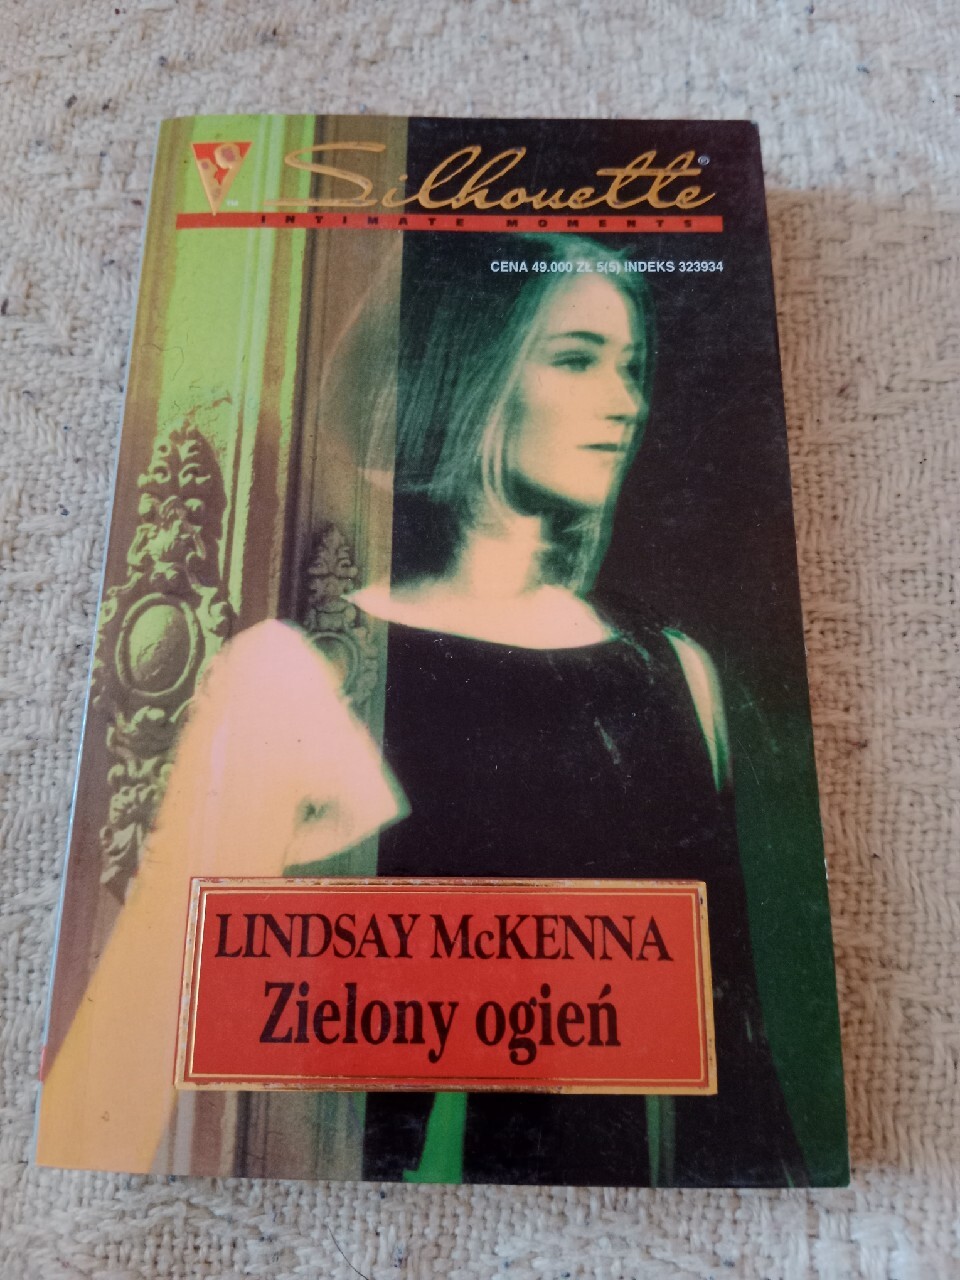 Silhouette®
INTIMATE MOMENTS
CENA 49.000 ZŁ 5(5) INDEKS 323934
LINDSAY McKENNA
Zielony ogień